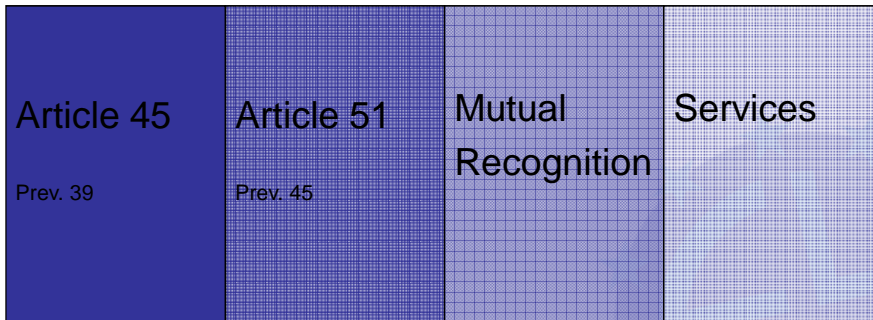 Article 45
Prev. 39
Article 51
Prev. 45
Mutual
Recognition
Services